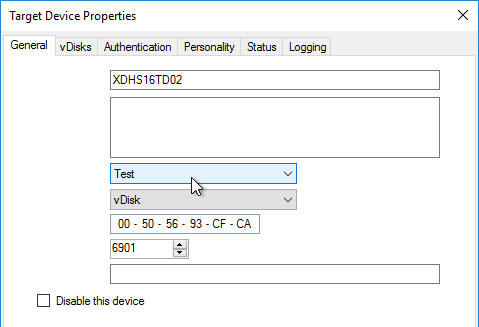 Target Device Properties
General vDisks Authentication Personality Status Logging
XDHS16TD02
Test
vDisk
00 - 50 - 56 - 93 - CF - CA
6901
Disable this device